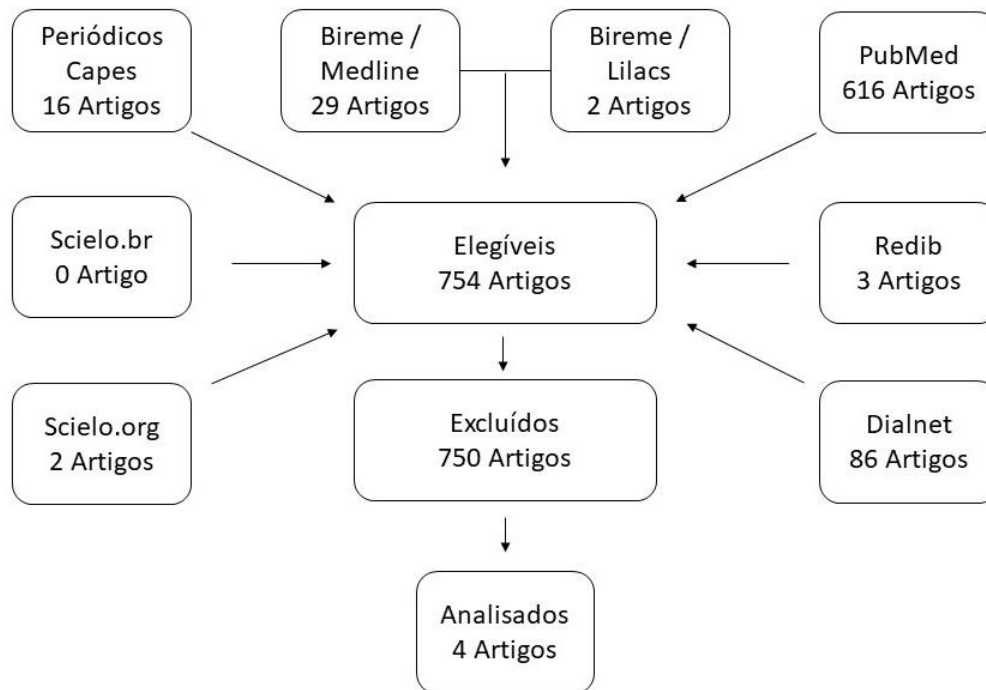 Periódicos
Capes
16 Artigos
Bireme /
Medline
29 Artigos
Bireme /
Lilacs
2 Artigos
PubMed
616 Artigos
Scielo.br
0 Artigo
Elegíveis
754 Artigos
Redib
3 Artigos
Scielo.org
2 Artigos
Excluídos
750 Artigos
Dialnet
86 Artigos
Analisados
4 Artigos